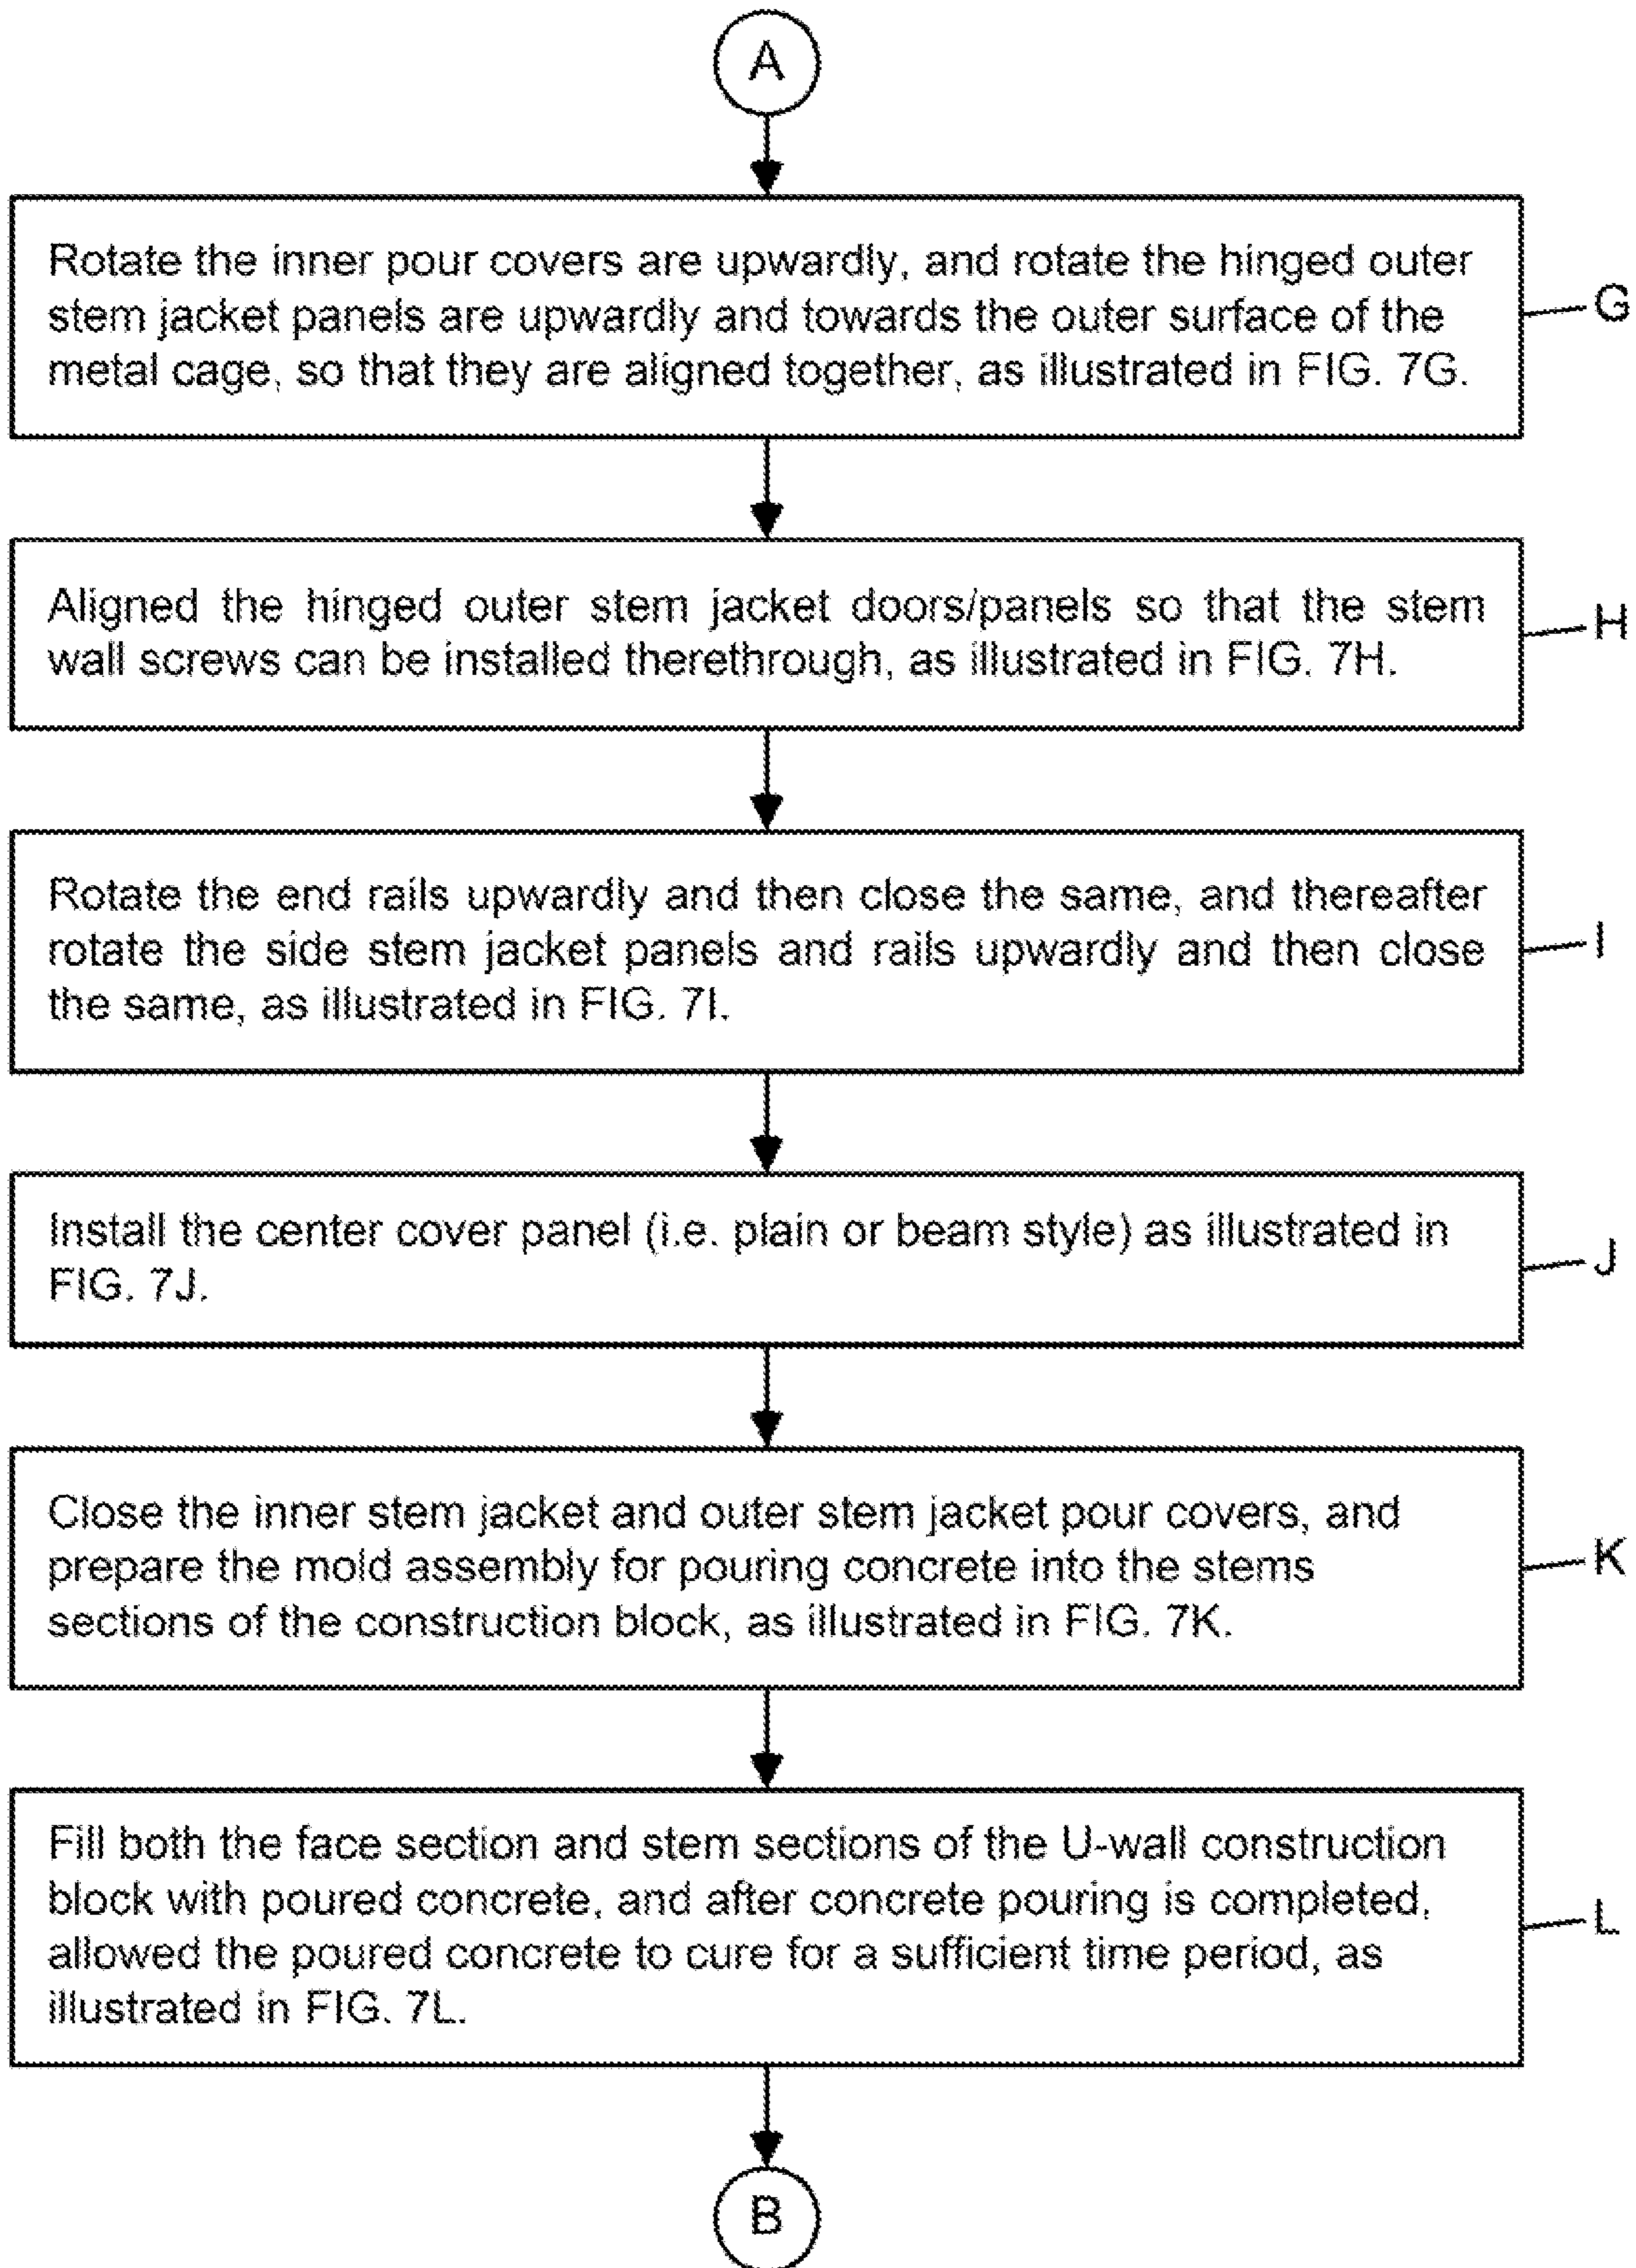 A
Rotate the inner pour covers are upwardly, and rotate the hinged outer
stem jacket panels are upwardly and towards the outer surface of the
metal cage, so that they are aligned together, as illustrated in FIG. 7G.
G
Aligned the hinged outer stem jacket doors/panels so that the stem
wall screws can be installed therethrough, as illustrated in FIG. 7H.
H
Rotate the end rails upwardly and then close the same, and thereafter
rotate the side stem jacket panels and rails upwardly and then close
the same, as illustrated in FIG. 7I.
I
Install the center cover panel (i.e. plain or beam style) as illustrated in
FIG. 7J.
J
Close the inner stem jacket and outer stem jacket pour covers, and
prepare the mold assembly for pouring concrete into the stems
sections of the construction block, as illustrated in FIG. 7K.
K
Fill both the face section and stem sections of the U-wall construction
block with poured concrete, and after concrete pouring is completed,
allowed the poured concrete to cure for a sufficient time period, as
illustrated in FIG. 7L.
L
B